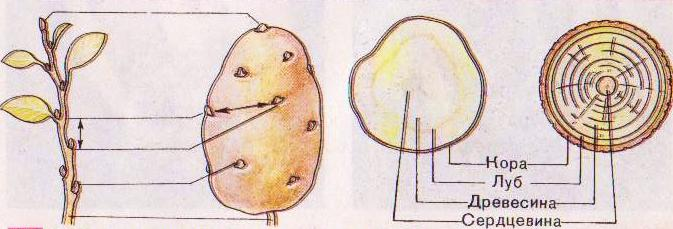 Кора
Луб
Древесина
Сердцевина